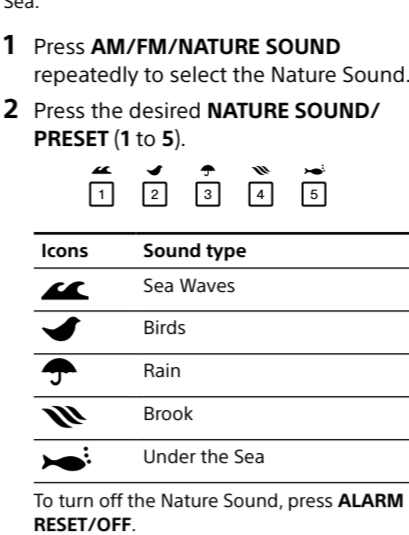 Sea.
1 Press AM/FM/NATURE SOUND
repeatedly to select the Nature Sound.
2 Press the desired NATURE SOUND/
PRESET (1 to 5).
1 2 3 4 5
Icons Sound type
Sea Waves
Birds
Rain
Brook
Under the Sea
To turn off the Nature Sound, press ALARM
RESET/OFF.